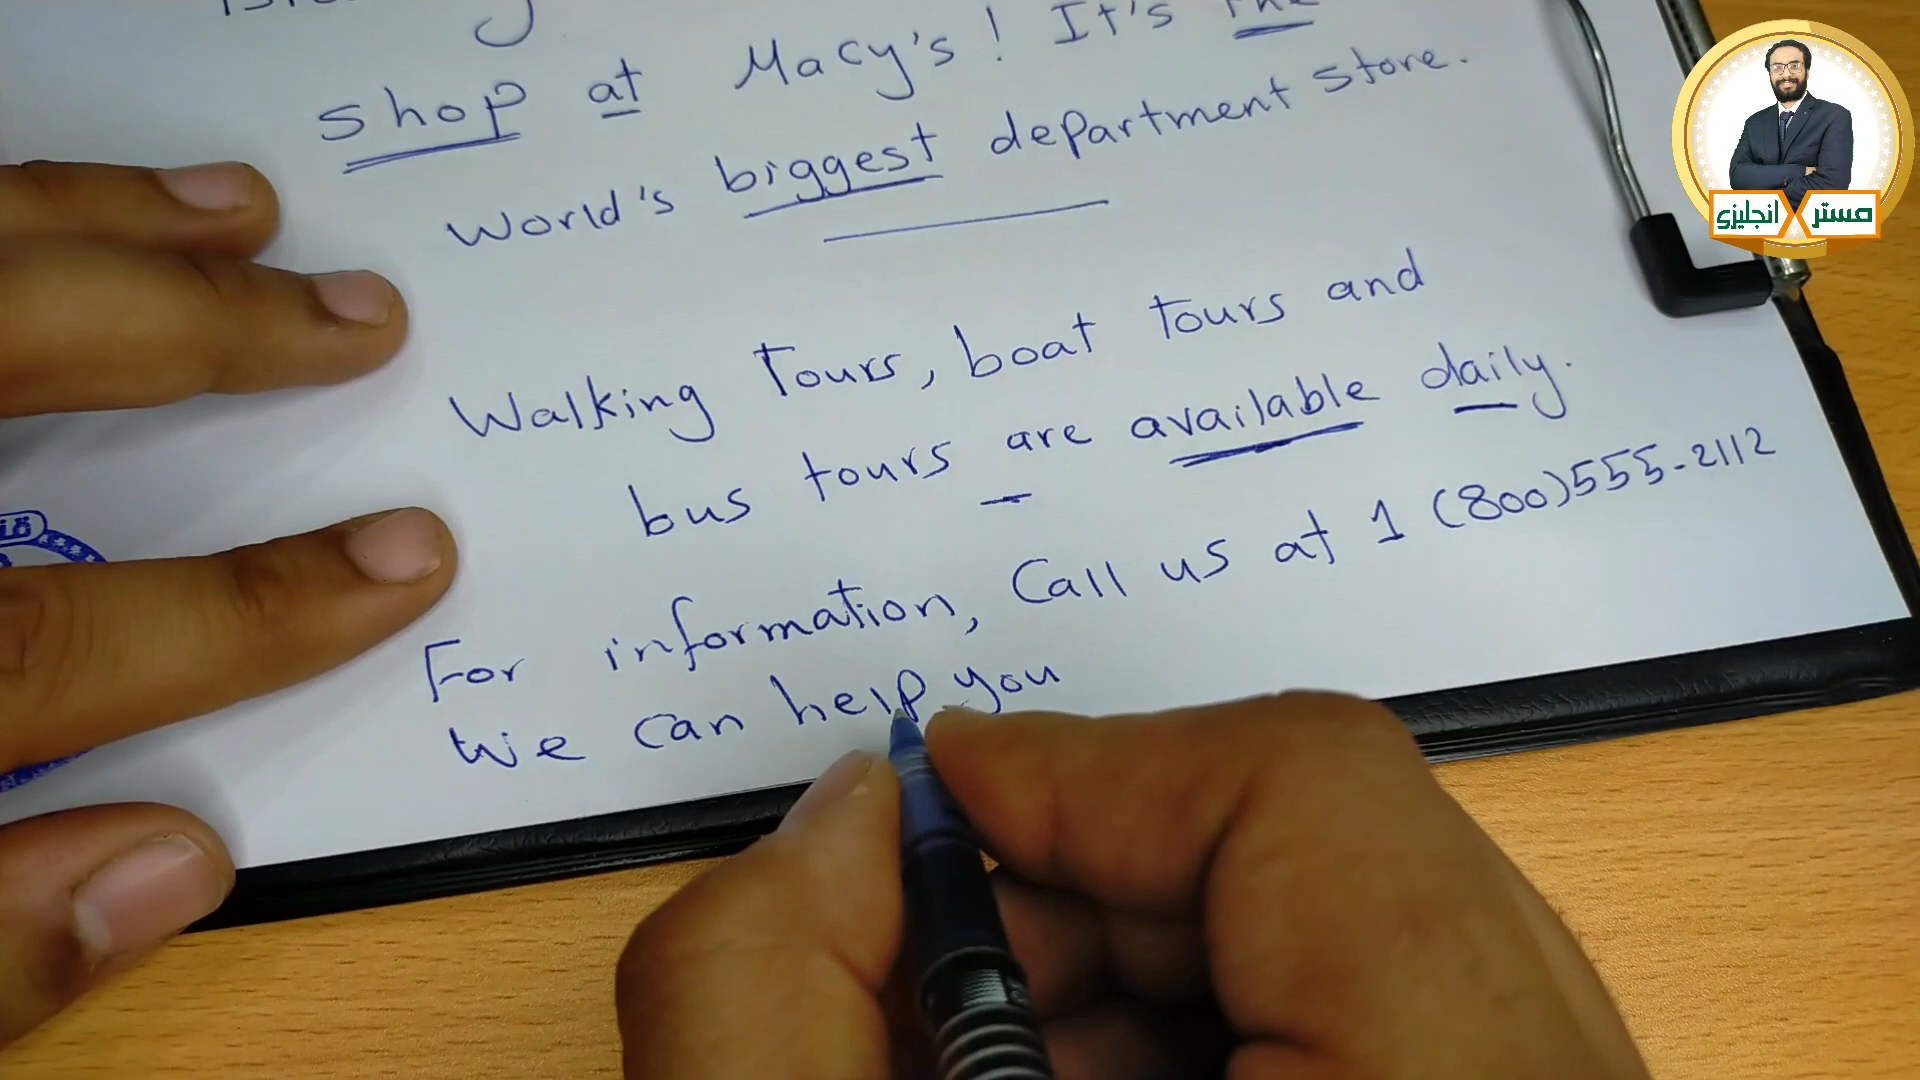 shop at Macy's! It's the
World's biggest department store.
Walking Tours, boat tours and
bus tours are available daily.
For information, Call us at 1 (800)555-2112
We can help you
مستر X انجليزى